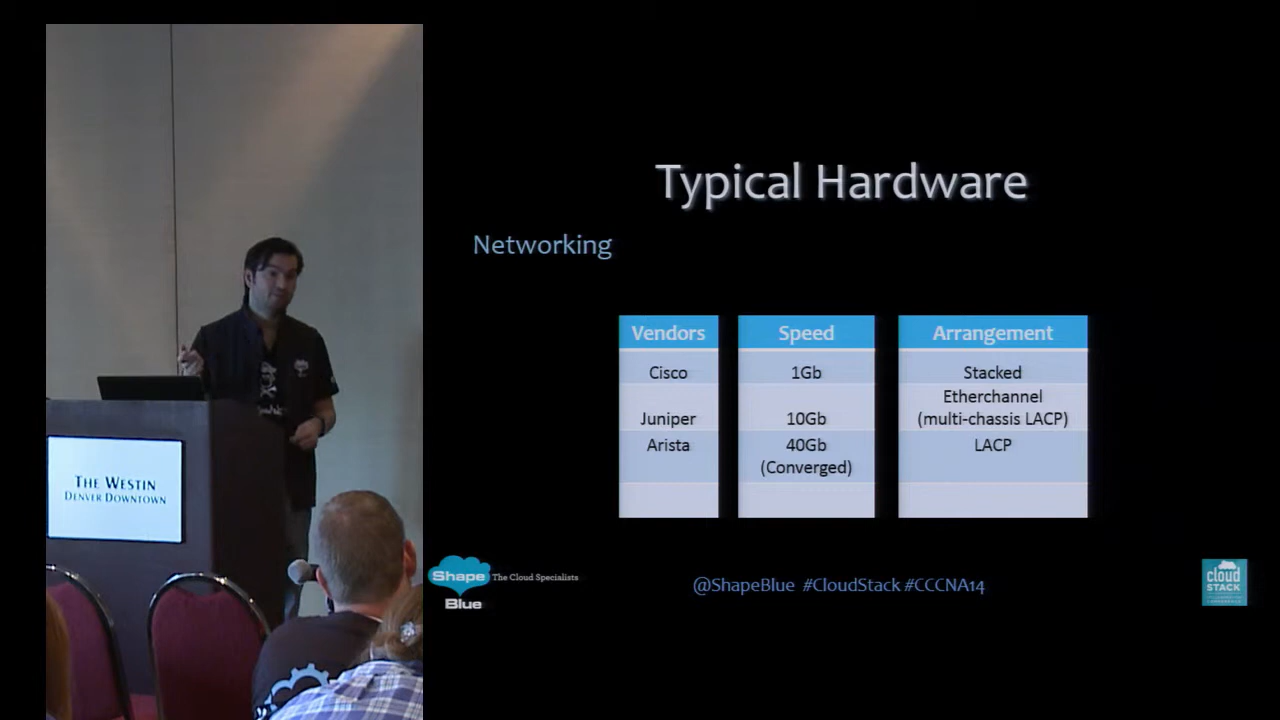 Typical Hardware
Networking
Vendors
Cisco
Juniper
Arista
Speed
1Gb
10Gb
40Gb
(Converged)
Arrangement
Stacked
Etherchannel
(multi-chassis LACP)
LACP
THE WESTIN
DENVER DOWNTOWN
Shape
Blue
The Cloud Specialists
@ShapeBlue #CloudStack #CCCNA14
cloud
STACK